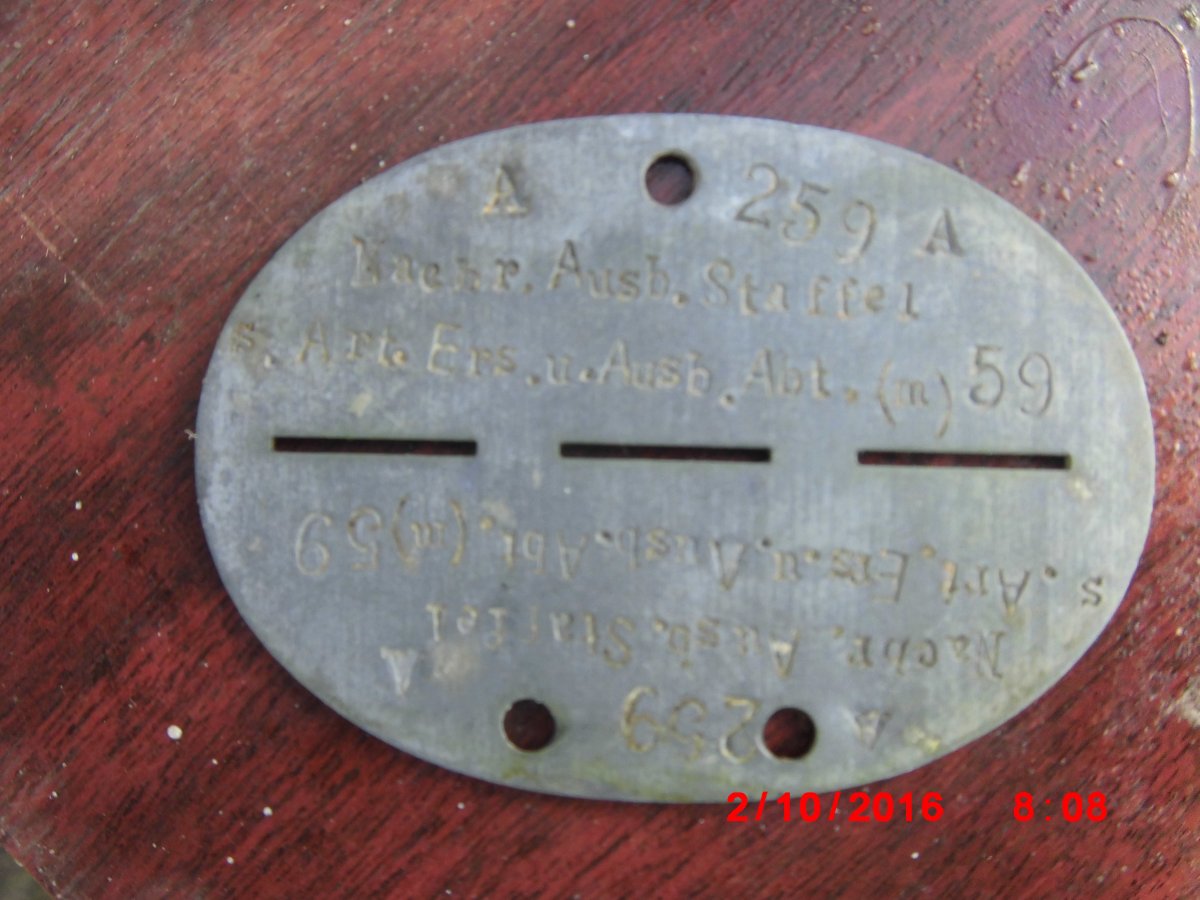 A 259 A
Nachr. Ausb. Staffel
s. Art. Ers. u. Ausb. Abt. (m) 59
s. Art. Ers. u. Ausb. Abt. (m) 59
Nachr. Ausb. Staffel
A 259 A
2/10/2016 8:08